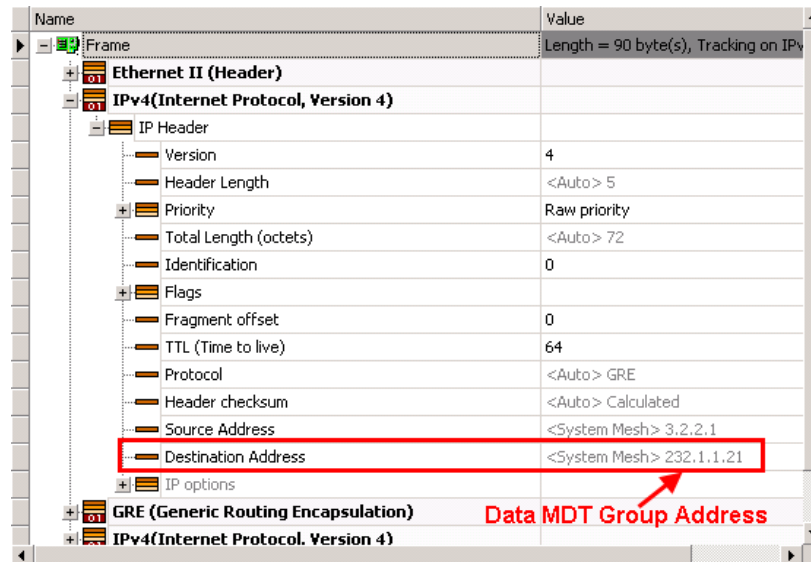 Name Value
Frame Length = 90 byte(s), Tracking on IPv
Ethernet II (Header)
IPv4(Internet Protocol, Version 4)
IP Header
Version 4
Header Length <Auto> 5
Priority Raw priority
Total Length (octets) <Auto> 72
Identification 0
Flags
Fragment offset 0
TTL (Time to live) 64
Protocol <Auto> GRE
Header checksum <Auto> Calculated
Source Address <System Mesh> 3.2.2.1
Destination Address <System Mesh> 232.1.1.21
IP options
GRE (Generic Routing Encapsulation)
Data MDT Group Address
IPv4(Internet Protocol, Version 4)